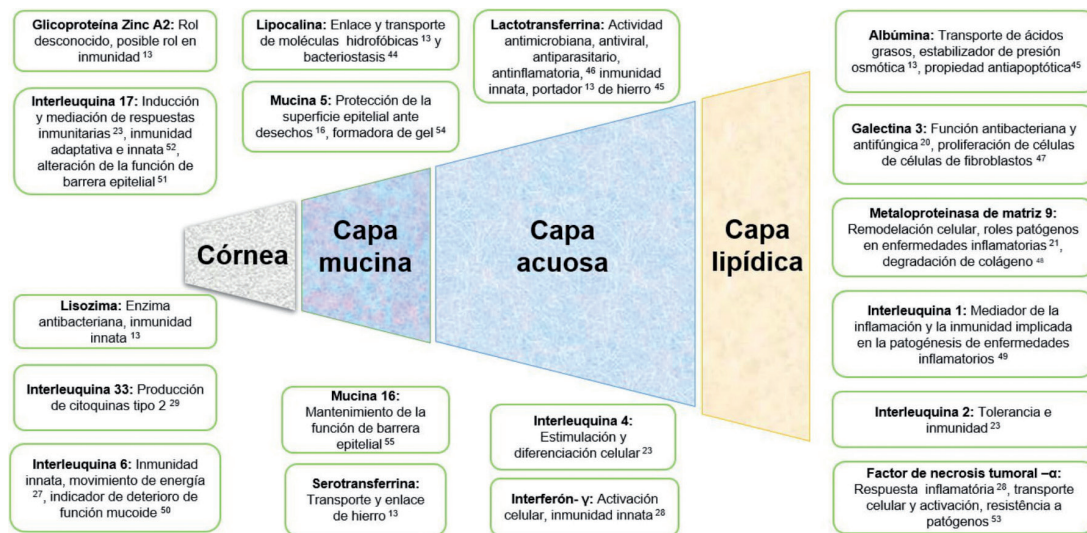 Glicoproteína Zinc A2: Rol
desconocido, posible rol en
inmunidad 13
Interleuquina 17: Inducción
y mediación de respuestas
inmunitarias 23, inmunidad
adaptativa e innata 52,
alteración de la función de
barrera epitelial 51
Lipocalina: Enlace y transporte
de moléculas hidrofóbicas 13 y
bacteriostasis 44
Mucina 5: Protección de la
superficie epitelial ante
desechos 16, formadora de gel 54
Lactotransferrina: Actividad
antimicrobiana, antiviral,
antiparasitario,
antinflamatoria, 46 inmunidad
innata, portador 13 de hierro 45
Albúmina: Transporte de ácidos
grasos, estabilizador de presión
osmótica 13, propiedad antiapoptótica45
Galectina 3: Función antibacteriana y
antifúngica 20, proliferación de células
de células de fibroblastos 47
Metaloproteinasa de matriz 9:
Remodelación celular, roles patógenos
en enfermedades inflamatorias 21,
degradación de colágeno 48
Interleuquina 1: Mediador de
la inflamación y la inmunidad implicada
en la patogénesis de enfermedades
inflamatorios 49
Interleuquina 2: Tolerancia e
inmunidad 23
Factor de necrosis tumoral –α:
Respuesta inflamatória 28, transporte
celular y activación, resistência a
patógenos 53
Córnea
Capa
mucina
Capa
acuosa
Capa
lipídica
Lisozima: Enzima
antibacteriana, inmunidad
innata 13
Interleuquina 33: Producción
de citoquinas tipo 2 29
Interleuquina 6: Inmunidad
innata, movimiento de energía
27, indicador de deterioro de
función mucoide 50
Mucina 16:
Mantenimiento de la
función de barrera
epitelial 55
Serotransferrina:
Transporte y enlace
de hierro 13
Interleuquina 4:
Estimulación y
diferenciación celular 23
Interferón- γ: Activación
celular, inmunidad innata 28